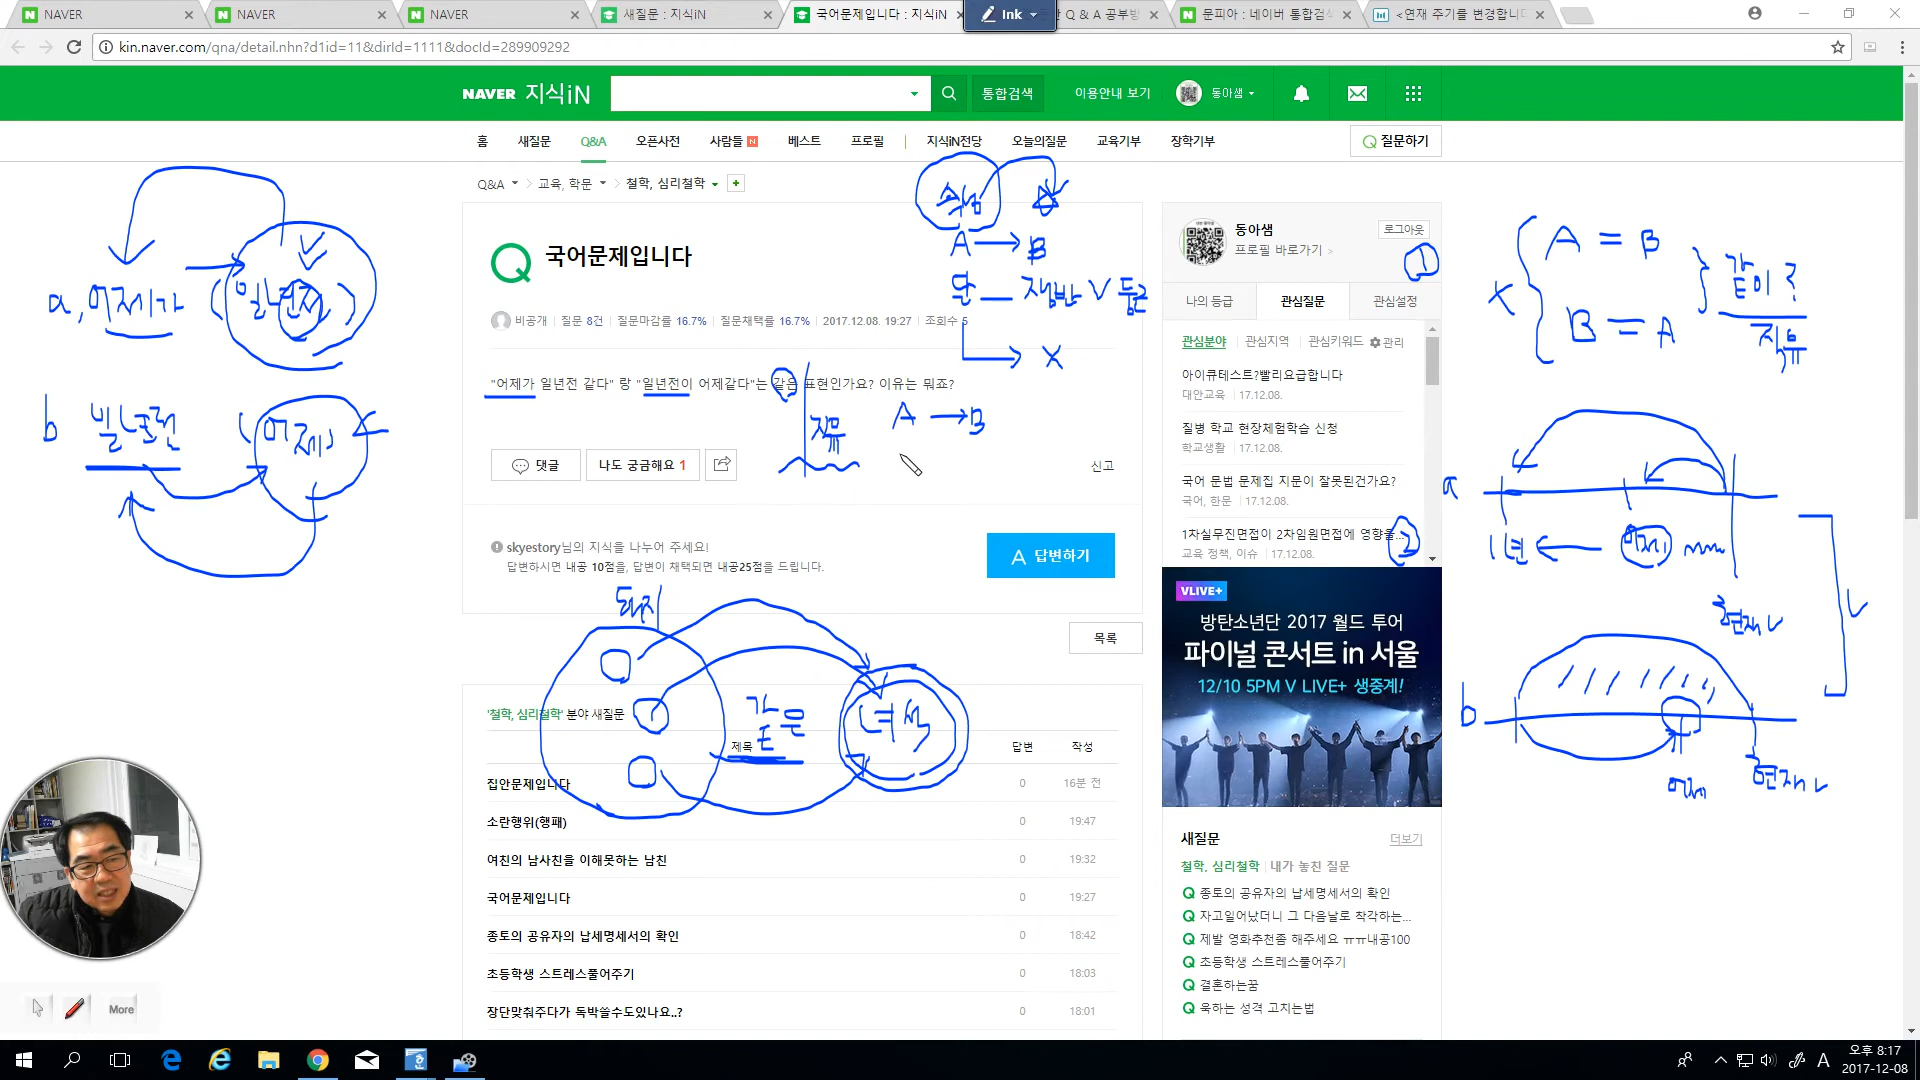 NAVER
NAVER
NAVER
새질문 : 지식iN
국어문제입니다 : 지식iN
Ink
Q & A 공부방
문피아 : 네이버 통합검색
<연재 주기를 변경합니다
kin.naver.com/qna/detail.nhn?d1id=11&dirId=1111&docId=289909292
NAVER 지식iN
통합검색
이용안내 보기
동아샘
홈 새질문 Q&A 오픈사전 사람들 N 베스트 프로필 지식iN전당 오늘의질문 교육기부 장학기부
질문하기
Q&A > 교육, 학문 > 철학, 심리철학
속성
A → B
국어문제입니다
비공개 질문 8건 질문마감률 16.7% 질문채택률 16.7% 2017.12.08. 19:27 조회수 5
X
"어제가 일년전 같다" 랑 "일년전이 어제같다"는 같은 표현인가요? 이유는 뭐죠?
A → B
댓글
나도 궁금해요 1
신고
skyestory님의 지식을 나누어 주세요!
답변하시면 내공 10점을, 답변이 채택되면 내공25점을 드립니다.
A 답변하기
목록
'철학, 심리철학' 분야 새질문
제목 답변 작성
집안문제입니다 0 16분 전
소란행위(행패) 0 19:47
여친의 남사친을 이해못하는 남친 0 19:32
국어문제입니다 0 19:27
종토의 공유자의 납세명세서의 확인 0 18:42
초등학생 스트레스풀어주기 0 18:03
장단맞춰주다가 독박쓸수도있나요..? 0 18:01
동아샘
로그아웃
프로필 바로가기 >
①
나의 등급 관심질문 관심설정
관심분야 관심지역 관심키워드 관리
아이큐테스트?빨리요급합니다
대안교육 17.12.08.
질병 학교 현장체험학습 신청
학교생활 17.12.08.
국어 문법 문제집 지문이 잘못된건가요?
국어, 한문 17.12.08.
1차실무진면접이 2차임원면접에 영향을...
교육 정책, 이슈 17.12.08.
②
VLIVE+
방탄소년단 2017 월드 투어
파이널 콘서트 in 서울
12/10 5PM V LIVE+ 생중계!
새질문
더보기
철학, 심리철학 내가 놓친 질문
종토의 공유자의 납세명세서의 확인
자고일어났더니 그 다음날로 착각하는...
제발 영화추천좀 해주세요 ㅠㅠ내공100
초등학생 스트레스풀어주기
결혼하는꿈
욱하는 성격 고치는법
a, 어제가 (일년전)
b 일년전 (어제)
돼지
녀석
X
A = B
B = A
같이?
직유
a
1년 ← 어제
현재
b
어제
현재
More
A
오후 8:17
2017-12-08